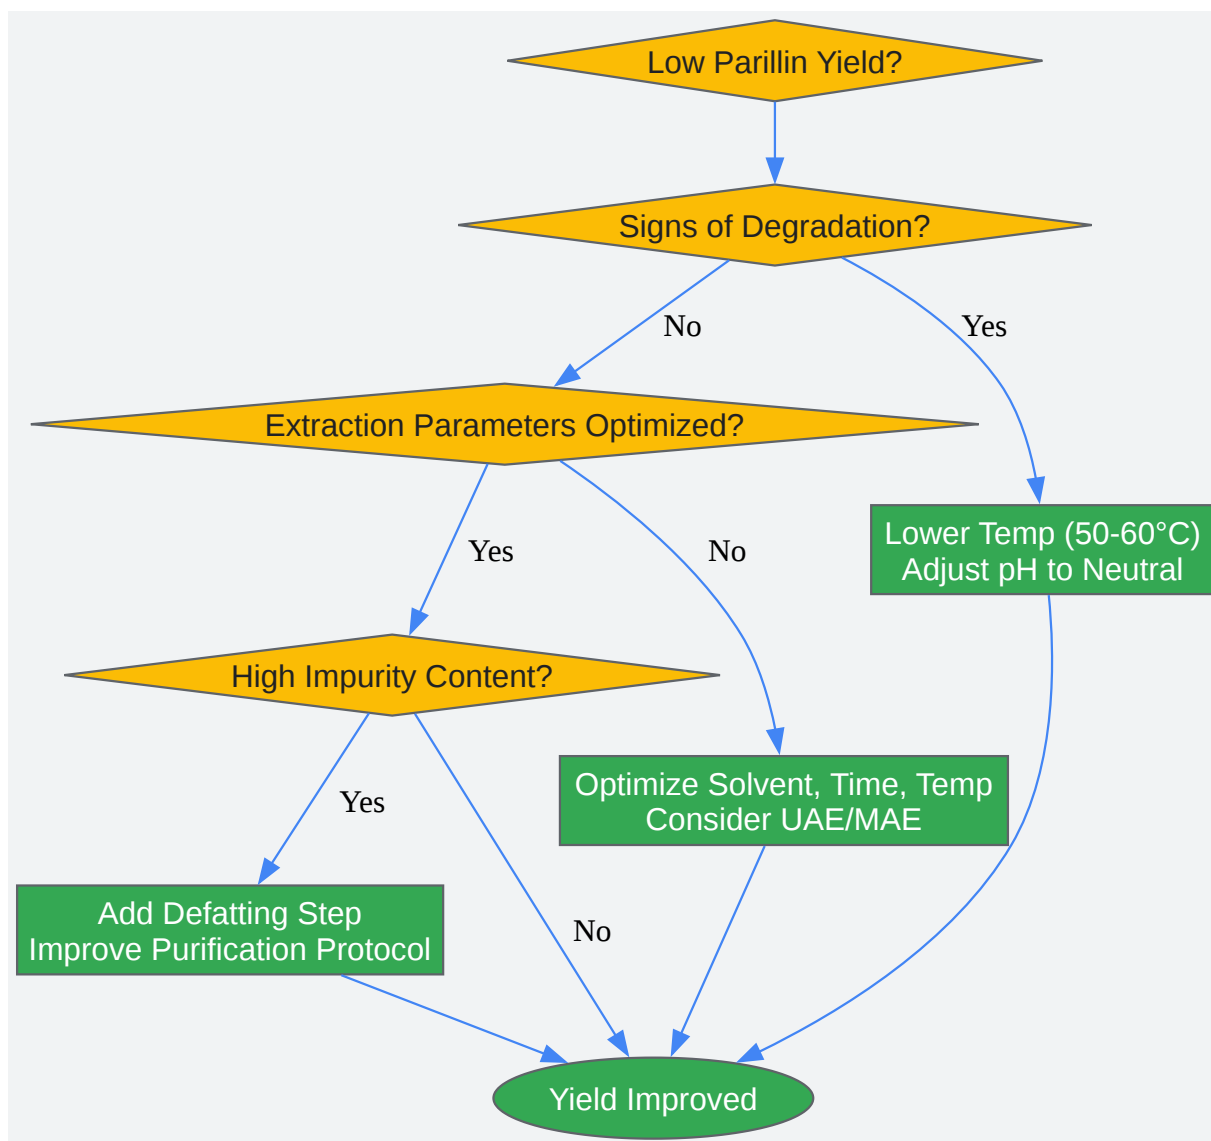 Low Parillin Yield?
Signs of Degradation?
No
Yes
Extraction Parameters Optimized?
Lower Temp (50-60°C)
Adjust pH to Neutral
Yes
No
High Impurity Content?
Optimize Solvent, Time, Temp
Consider UAE/MAE
Yes
Add Defatting Step
Improve Purification Protocol
No
Yield Improved